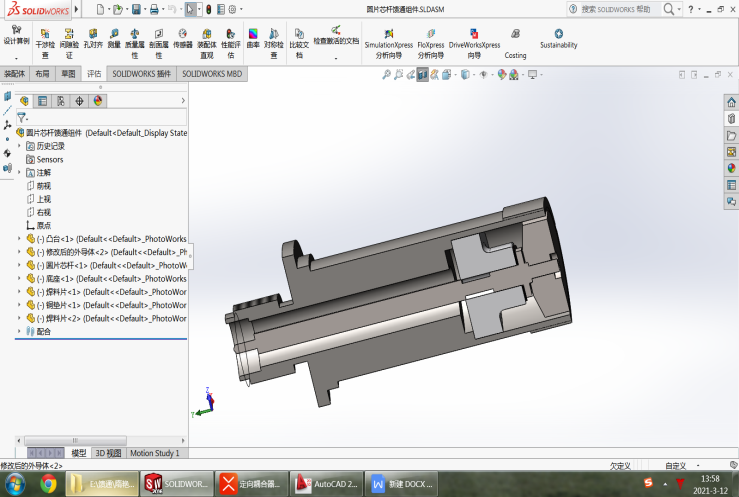 SOLIDWORKS
圆片芯杆馈通组件.SLDASM
搜索 SOLIDWORKS 帮助
设计算例
干涉检查
间隙验证
孔对齐
测量
质量属性
剖面属性
传感器
装配体直观
性能评估
曲率
对称检查
比较文档
检查激活的文档
SimulationXpress 分析向导
FloXpress 分析向导
DriveWorksXpress 向导
Costing
Sustainability
装配体
布局
草图
评估
SOLIDWORKS 插件
SOLIDWORKS MBD
圆片芯杆馈通组件 (Default<Default_Display State
历史记录
Sensors
注解
前视
上视
右视
原点
(-) 凸台<1> (Default<<Default>_PhotoWorks
(-) 修改后的外导体<2> (Default<<Default>_Ph
(-) 圆片芯杆<1> (Default<<Default>_PhotoW
(-) 底座<1> (Default<<Default>_PhotoWorks
(-) 焊料片<1> (Default<<Default>_PhotoWor
(-) 铜垫片<1> (Default<<Default>_PhotoWor
(-) 焊料片<2> (Default<<Default>_PhotoWor
配合
Z
Y
模型
3D 视图
Motion Study 1
修改后的外导体<2>
欠定义
自定义
SOLIDWOR...
定向耦合器...
AutoCAD 2...
新建 DOCX ...
13:58
2021-3-12